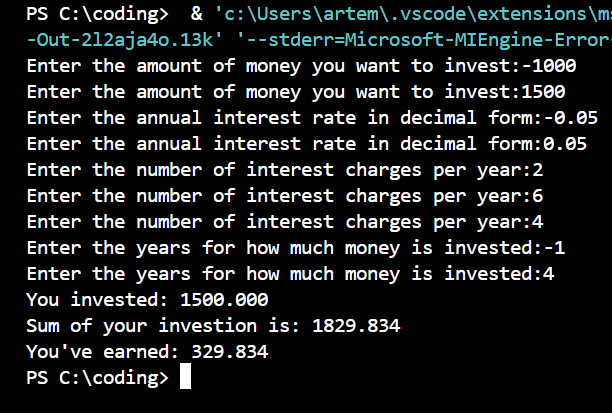 PS C:\coding>  & 'c:\Users\artem\.vscode\extensions\ms
-Out-2l2aja4o.13k' '--stderr=Microsoft-MIEngine-Error-
Enter the amount of money you want to invest:-1000
Enter the amount of money you want to invest:1500
Enter the annual interest rate in decimal form:-0.05
Enter the annual interest rate in decimal form:0.05
Enter the number of interest charges per year:2
Enter the number of interest charges per year:6
Enter the number of interest charges per year:4
Enter the years for how much money is invested:-1
Enter the years for how much money is invested:4
You invested: 1500.000
Sum of your investion is: 1829.834
You've earned: 329.834
PS C:\coding>